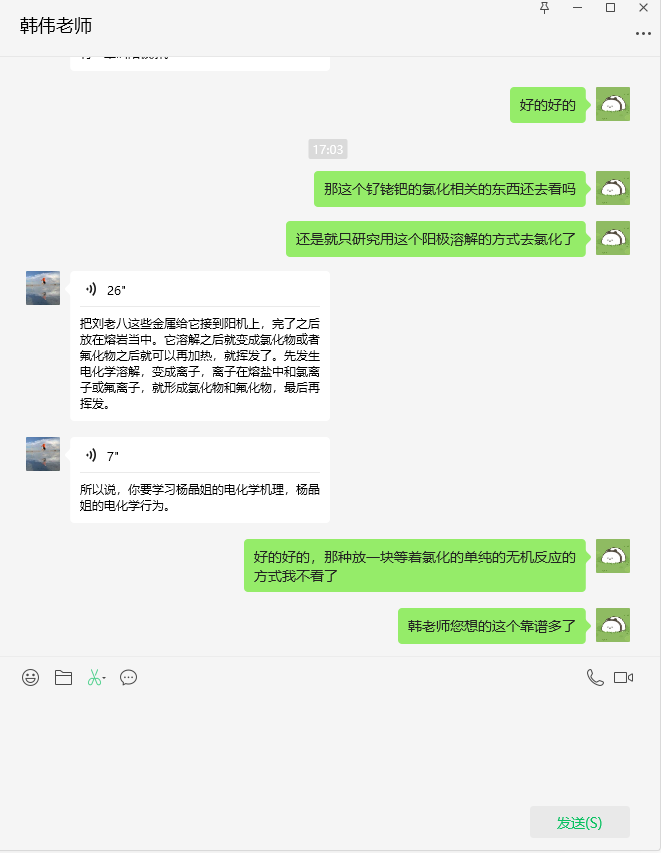 韩伟老师
好的好的
17:03
那这个钌铑钯的氯化相关的东西还去看吗
还是就只研究用这个阳极溶解的方式去氯化了
26"
把刘老八这些金属给它接到阳机上，完了之后
放在熔岩当中。它溶解之后就变成氯化物或者
氟化物之后就可以再加热，就挥发了。先发生
电化学溶解，变成离子，离子在熔盐中和氯离
子或氟离子，就形成氯化物和氟化物，最后再
挥发。
7"
所以说，你要学习杨晶姐的电化学机理，杨晶
姐的电化学行为。
好的好的，那种放一块等着氯化的单纯的无机反应的
方式我不看了
韩老师您想的这个靠谱多了
发送(S)